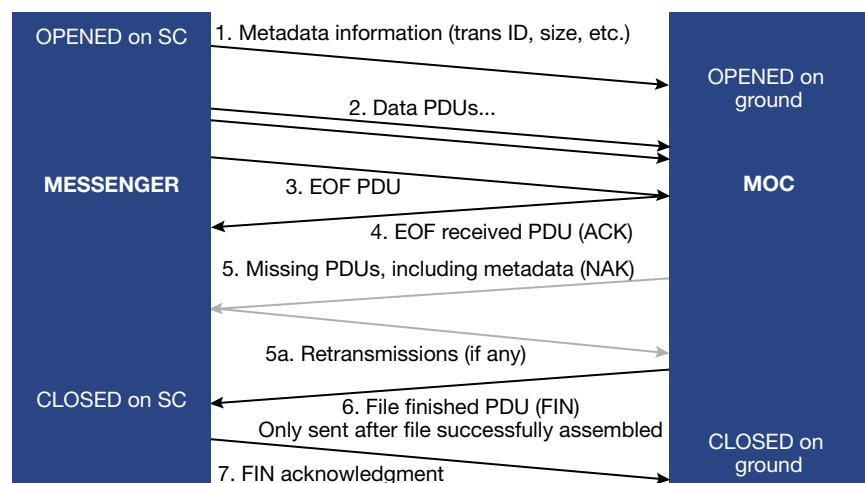 OPENED on SC
1. Metadata information (trans ID, size, etc.)
OPENED on
ground
2. Data PDUs...
MESSENGER
3. EOF PDU
MOC
4. EOF received PDU (ACK)
5. Missing PDUs, including metadata (NAK)
5a. Retransmissions (if any)
CLOSED on SC
6. File finished PDU (FIN)
Only sent after file successfully assembled
CLOSED on
ground
7. FIN acknowledgment